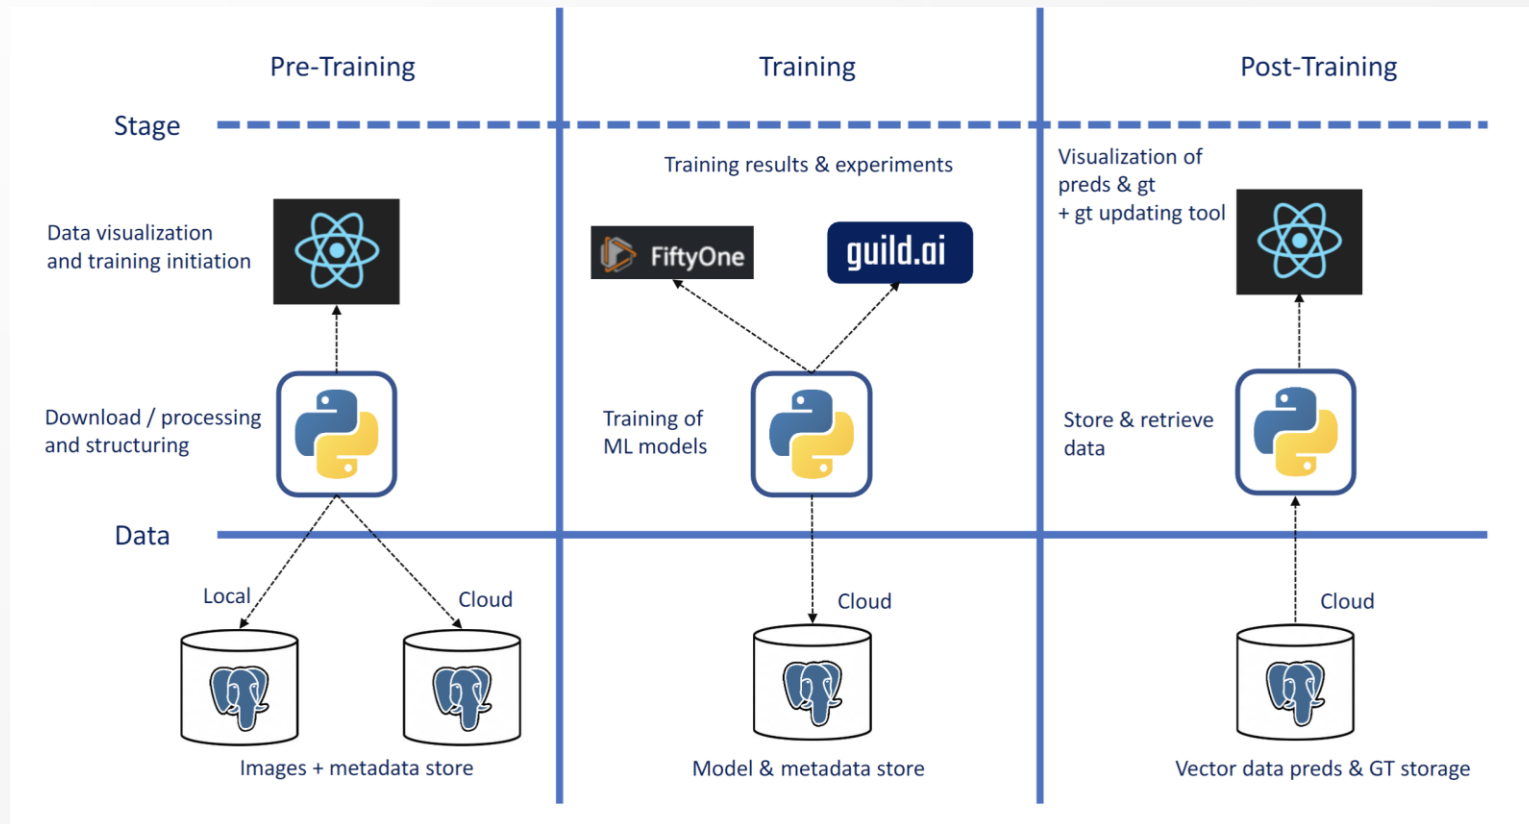 Pre-Training
Training
Post-Training
Stage
Data visualization
and training initiation
Download / processing
and structuring
Training results & experiments
FiftyOne
guild.ai
Training of
ML models
Visualization of
preds & gt
+ gt updating tool
Store & retrieve
data
Data
Local
Cloud
Images + metadata store
Cloud
Model & metadata store
Cloud
Vector data preds & GT storage